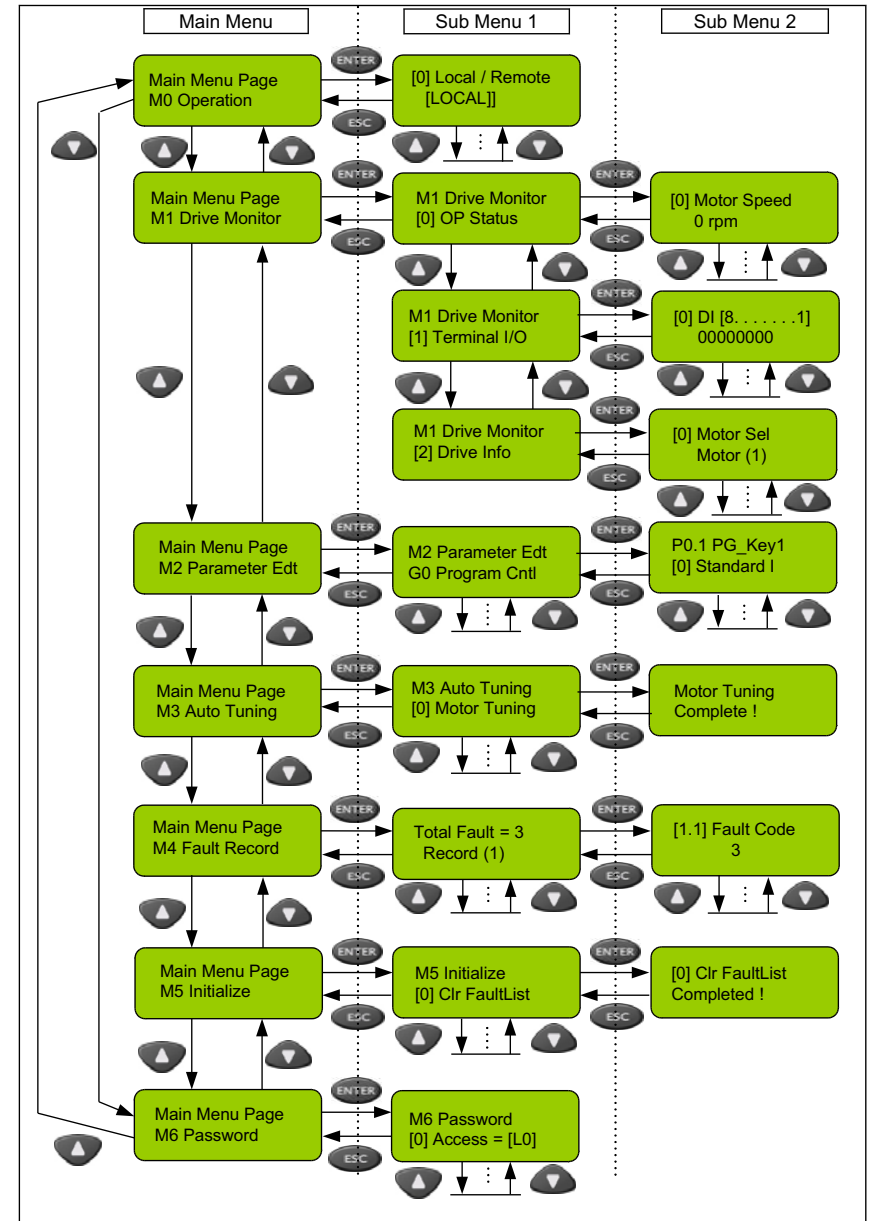 Main Menu
Sub Menu 1
Sub Menu 2
ENTER
Main Menu Page
M0 Operation
[0] Local / Remote
[LOCAL]]
ESC
ENTER
ENTER
Main Menu Page
M1 Drive Monitor
M1 Drive Monitor
[0] OP Status
[0] Motor Speed
0 rpm
ESC
ESC
ENTER
M1 Drive Monitor
[1] Terminal I/O
[0] DI [8. . . . . . .1]
00000000
ESC
ENTER
M1 Drive Monitor
[2] Drive Info
[0] Motor Sel
Motor (1)
ESC
ENTER
ENTER
Main Menu Page
M2 Parameter Edt
M2 Parameter Edt
G0 Program Cntl
P0.1 PG_Key1
[0] Standard I
ESC
ESC
ENTER
ENTER
Main Menu Page
M3 Auto Tuning
M3 Auto Tuning
[0] Motor Tuning
Motor Tuning
Complete !
ESC
ESC
ENTER
ENTER
Main Menu Page
M4 Fault Record
Total Fault = 3
Record (1)
[1.1] Fault Code
3
ESC
ESC
ENTER
ENTER
Main Menu Page
M5 Initialize
M5 Initialize
[0] Clr FaultList
[0] Clr FaultList
Completed !
ESC
ESC
ENTER
Main Menu Page
M6 Password
M6 Password
[0] Access = [L0]
ESC